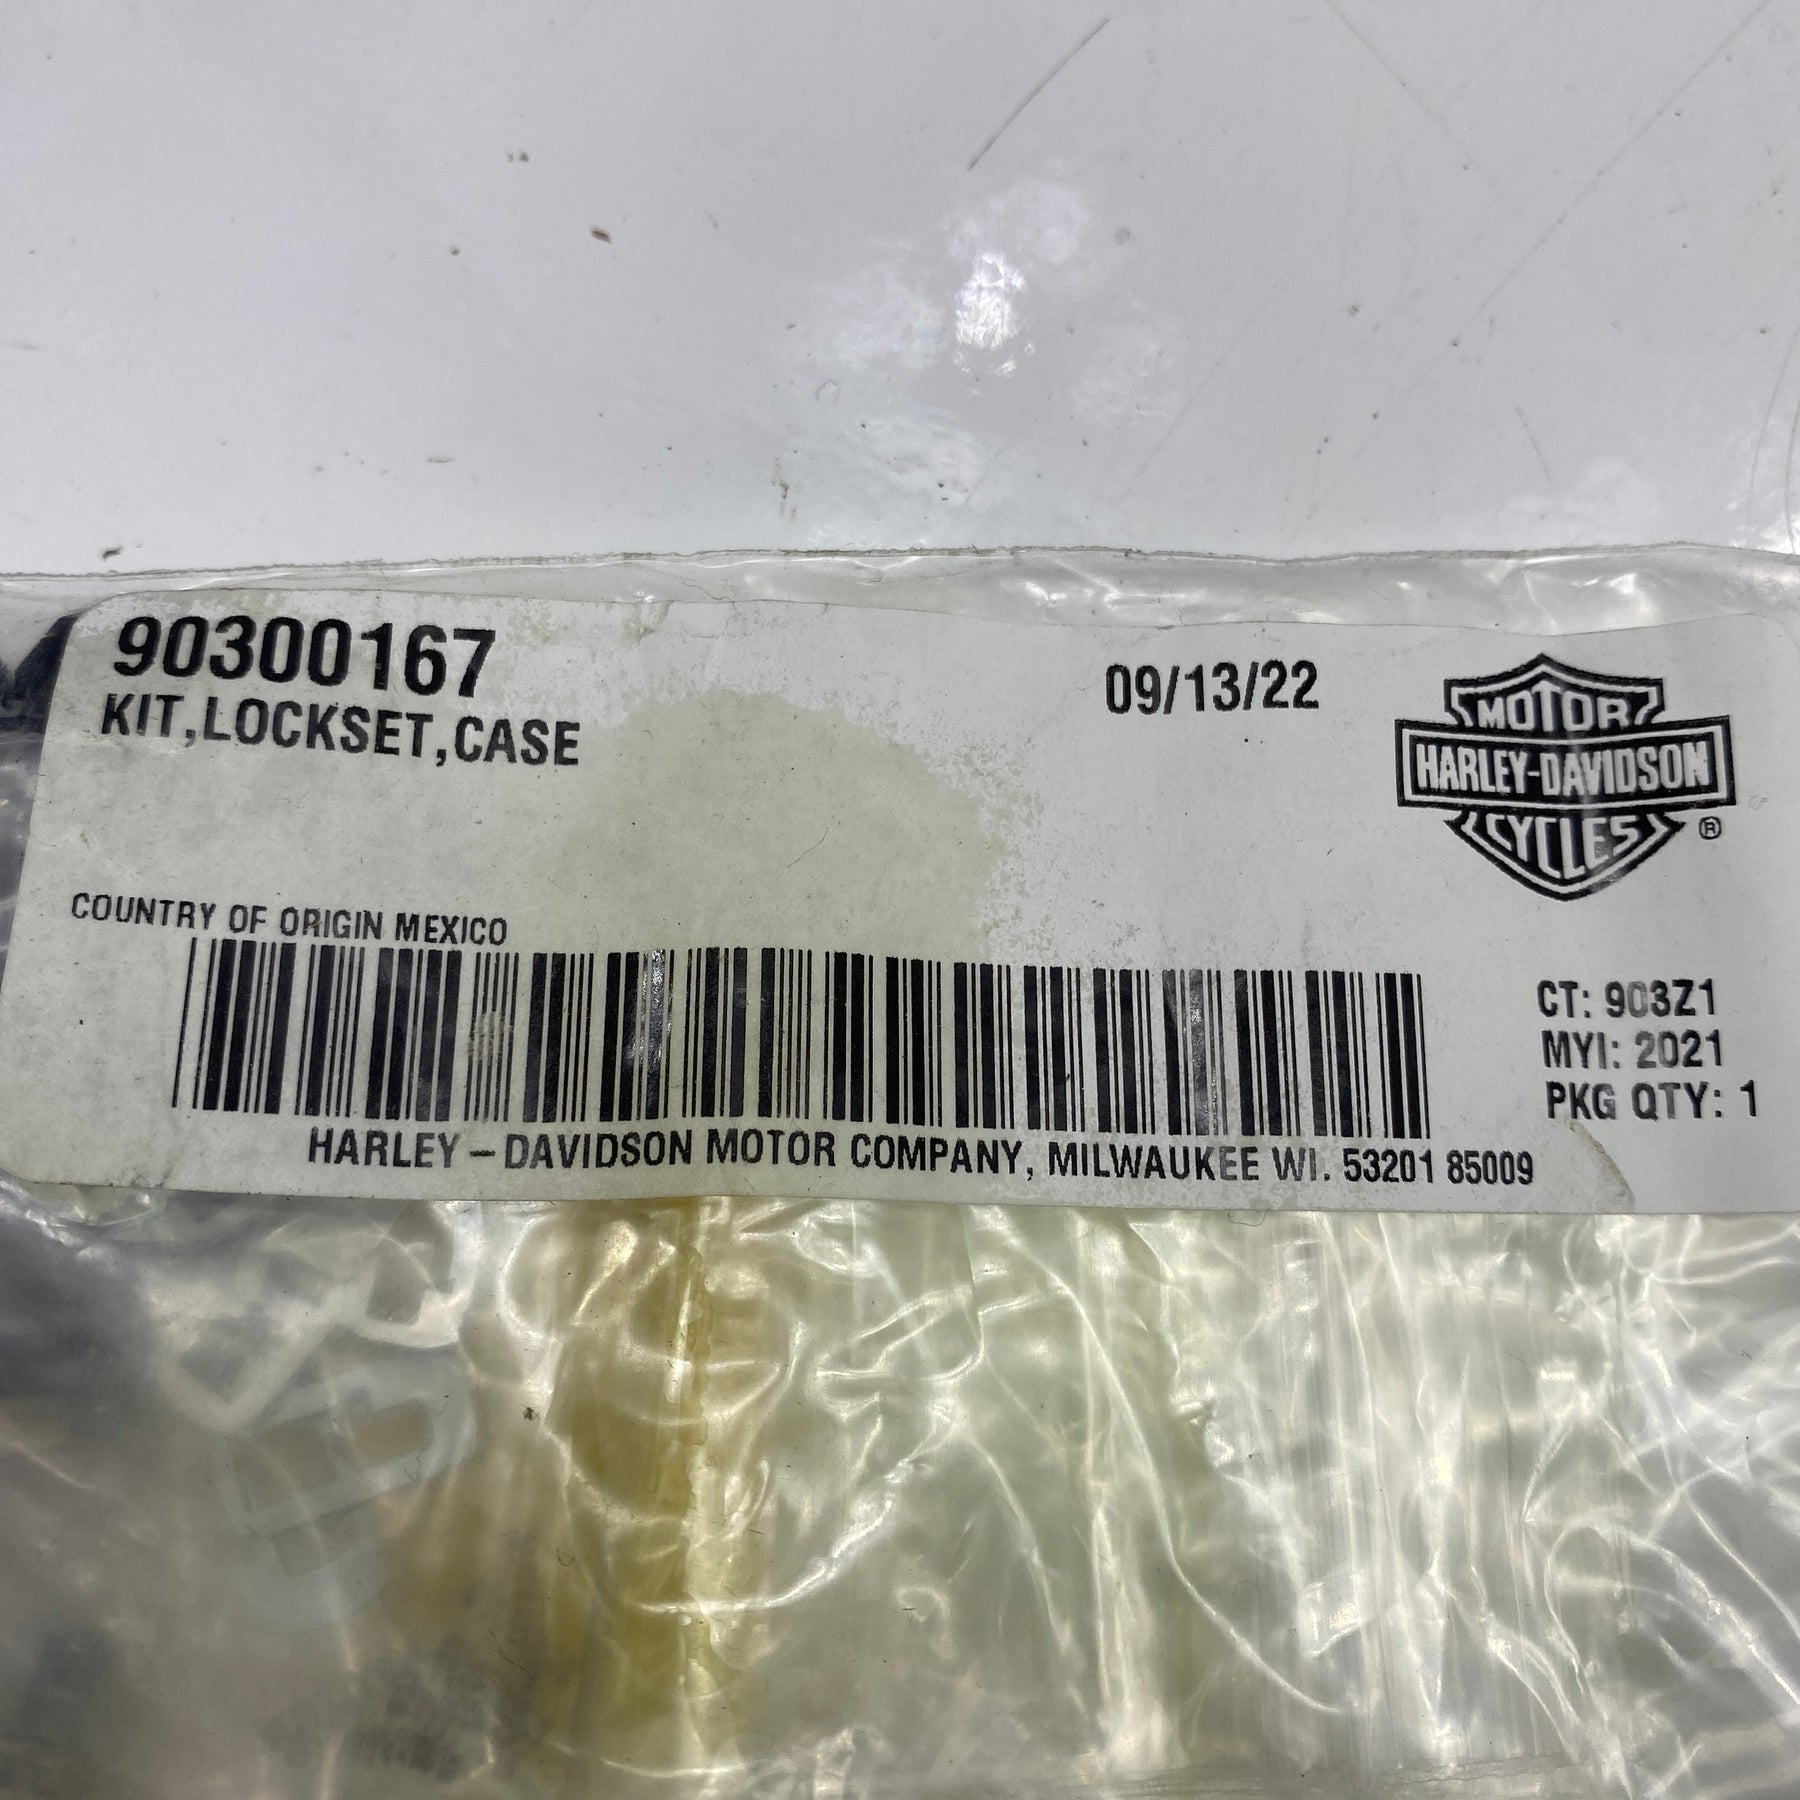 90300167
KIT,LOCKSET,CASE
09/13/22
MOTOR
HARLEY-DAVIDSON
CYCLES
®
COUNTRY OF ORIGIN MEXICO
CT: 903Z1
MYI: 2021
PKG QTY: 1
HARLEY-DAVIDSON MOTOR COMPANY, MILWAUKEE WI. 53201 85009